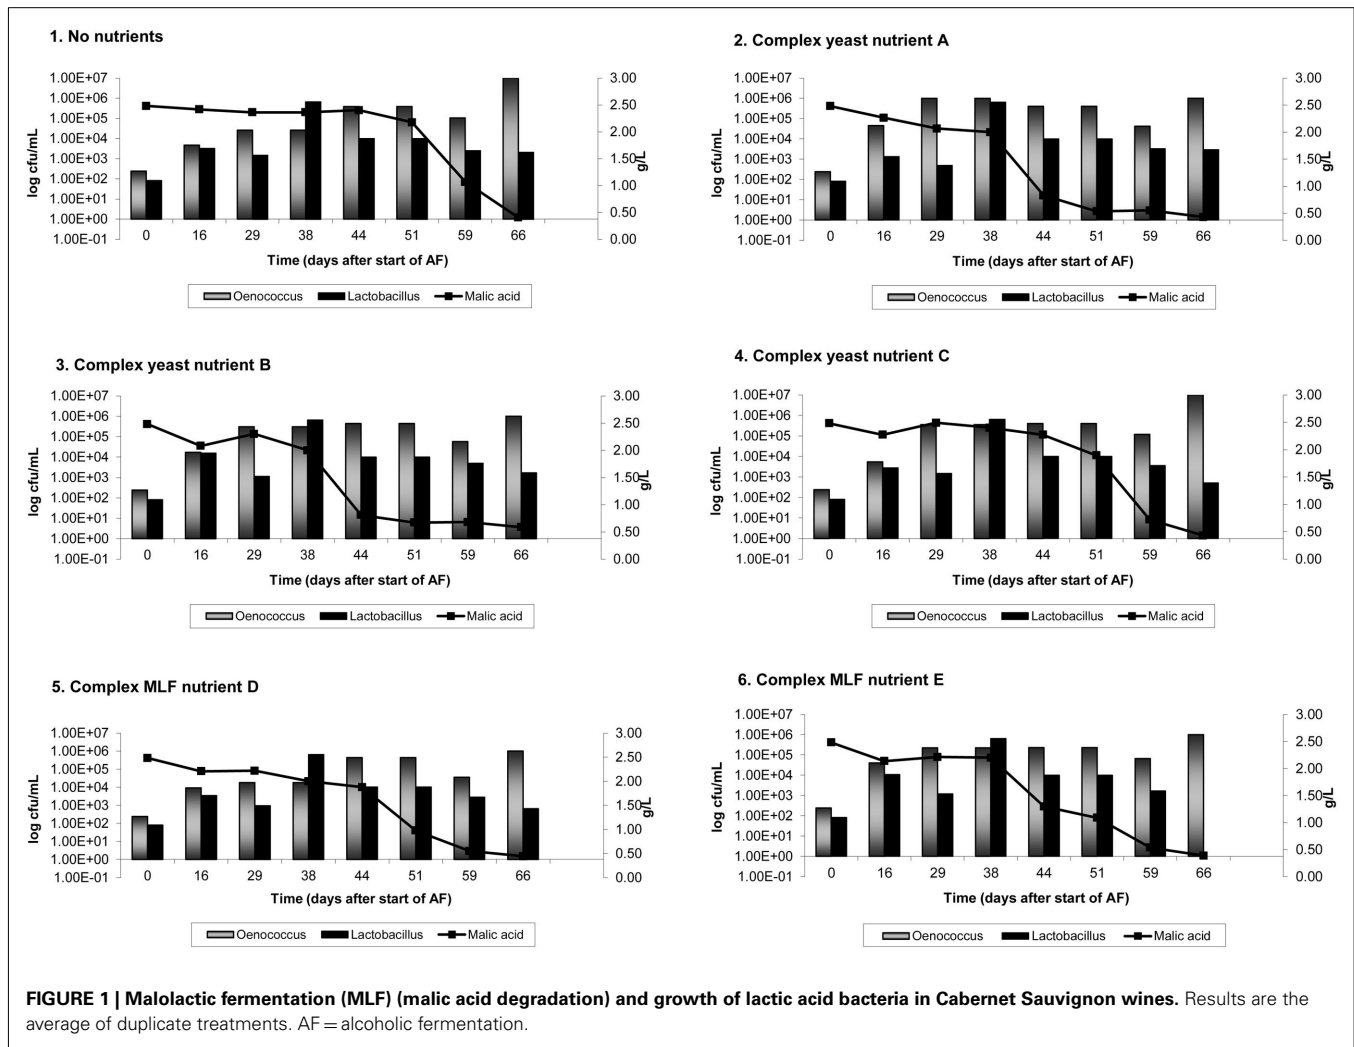 1. No nutrients
1.00E+07
1.00E+06
1.00E+05
1.00E+04
1.00E+03
1.00E+02
1.00E+01
1.00E+00
1.00E-01
log cfu/mL
3.00
2.50
2.00
1.50
1.00
0.50
0.00
g/L
0 16 29 38 44 51 59 66
Time (days after start of AF)
Oenococcus Lactobacillus Malic acid
2. Complex yeast nutrient A
1.00E+07
1.00E+06
1.00E+05
1.00E+04
1.00E+03
1.00E+02
1.00E+01
1.00E+00
1.00E-01
log cfu/mL
3.00
2.50
2.00
1.50
1.00
0.50
0.00
g/L
0 16 29 38 44 51 59 66
Time (days after start of AF)
Oenococcus Lactobacillus Malic acid
3. Complex yeast nutrient B
1.00E+07
1.00E+06
1.00E+05
1.00E+04
1.00E+03
1.00E+02
1.00E+01
1.00E+00
1.00E-01
log cfu/mL
3.00
2.50
2.00
1.50
1.00
0.50
0.00
g/L
0 16 29 38 44 51 59 66
Time (days after start of AF)
Oenococcus Lactobacillus Malic acid
4. Complex yeast nutrient C
1.00E+07
1.00E+06
1.00E+05
1.00E+04
1.00E+03
1.00E+02
1.00E+01
1.00E+00
1.00E-01
log cfu/mL
3.00
2.50
2.00
1.50
1.00
0.50
0.00
g/L
0 16 29 38 44 51 59 66
Time (days after start of AF)
Oenococcus Lactobacillus Malic acid
5. Complex MLF nutrient D
1.00E+07
1.00E+06
1.00E+05
1.00E+04
1.00E+03
1.00E+02
1.00E+01
1.00E+00
1.00E-01
log cfu/mL
3.00
2.50
2.00
1.50
1.00
0.50
0.00
g/L
0 16 29 38 44 51 59 66
Time (days after start of AF)
Oenococcus Lactobacillus Malic acid
6. Complex MLF nutrient E
1.00E+07
1.00E+06
1.00E+05
1.00E+04
1.00E+03
1.00E+02
1.00E+01
1.00E+00
1.00E-01
log cfu/mL
3.00
2.50
2.00
1.50
1.00
0.50
0.00
g/L
0 16 29 38 44 51 59 66
Time (days after start of AF)
Oenococcus Lactobacillus Malic acid
FIGURE 1 | Malolactic fermentation (MLF) (malic acid degradation) and growth of lactic acid bacteria in Cabernet Sauvignon wines. Results are the
average of duplicate treatments. AF = alcoholic fermentation.